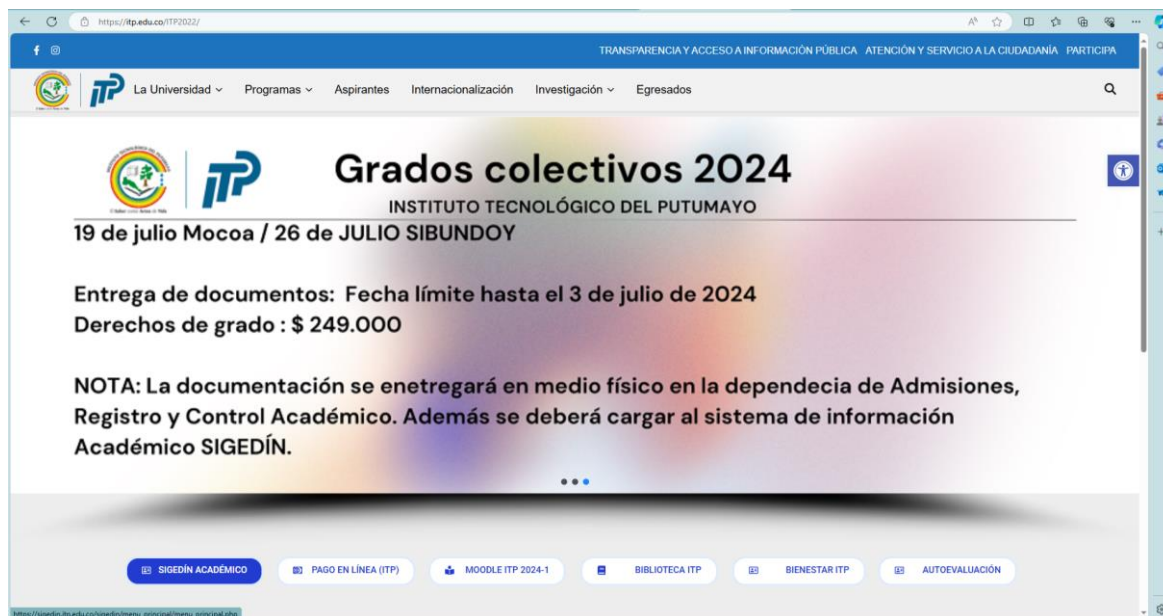 https://itp.edu.co/ITP2022/
TRANSPARENCIA Y ACCESO A INFORMACIÓN PÚBLICA ATENCIÓN Y SERVICIO A LA CIUDADANÍA PARTICIPA
ITP La Universidad Programas Aspirantes Internacionalización Investigación Egresados
ITP
Grados colectivos 2024
INSTITUTO TECNOLÓGICO DEL PUTUMAYO
19 de julio Mocoa / 26 de JULIO SIBUNDOY
Entrega de documentos: Fecha límite hasta el 3 de julio de 2024
Derechos de grado : $ 249.000
NOTA: La documentación se enetregará en medio físico en la dependecia de Admisiones,
Registro y Control Académico. Además se deberá cargar al sistema de información
Académico SIGEDÍN.
SIGEDÍN ACADÉMICO PAGO EN LÍNEA (ITP) MOODLE ITP 2024-1 BIBLIOTECA ITP BIENESTAR ITP AUTOEVALUACIÓN
https://sigedin.itp.edu.co/sigedin/menu_principal/menu_principal.php